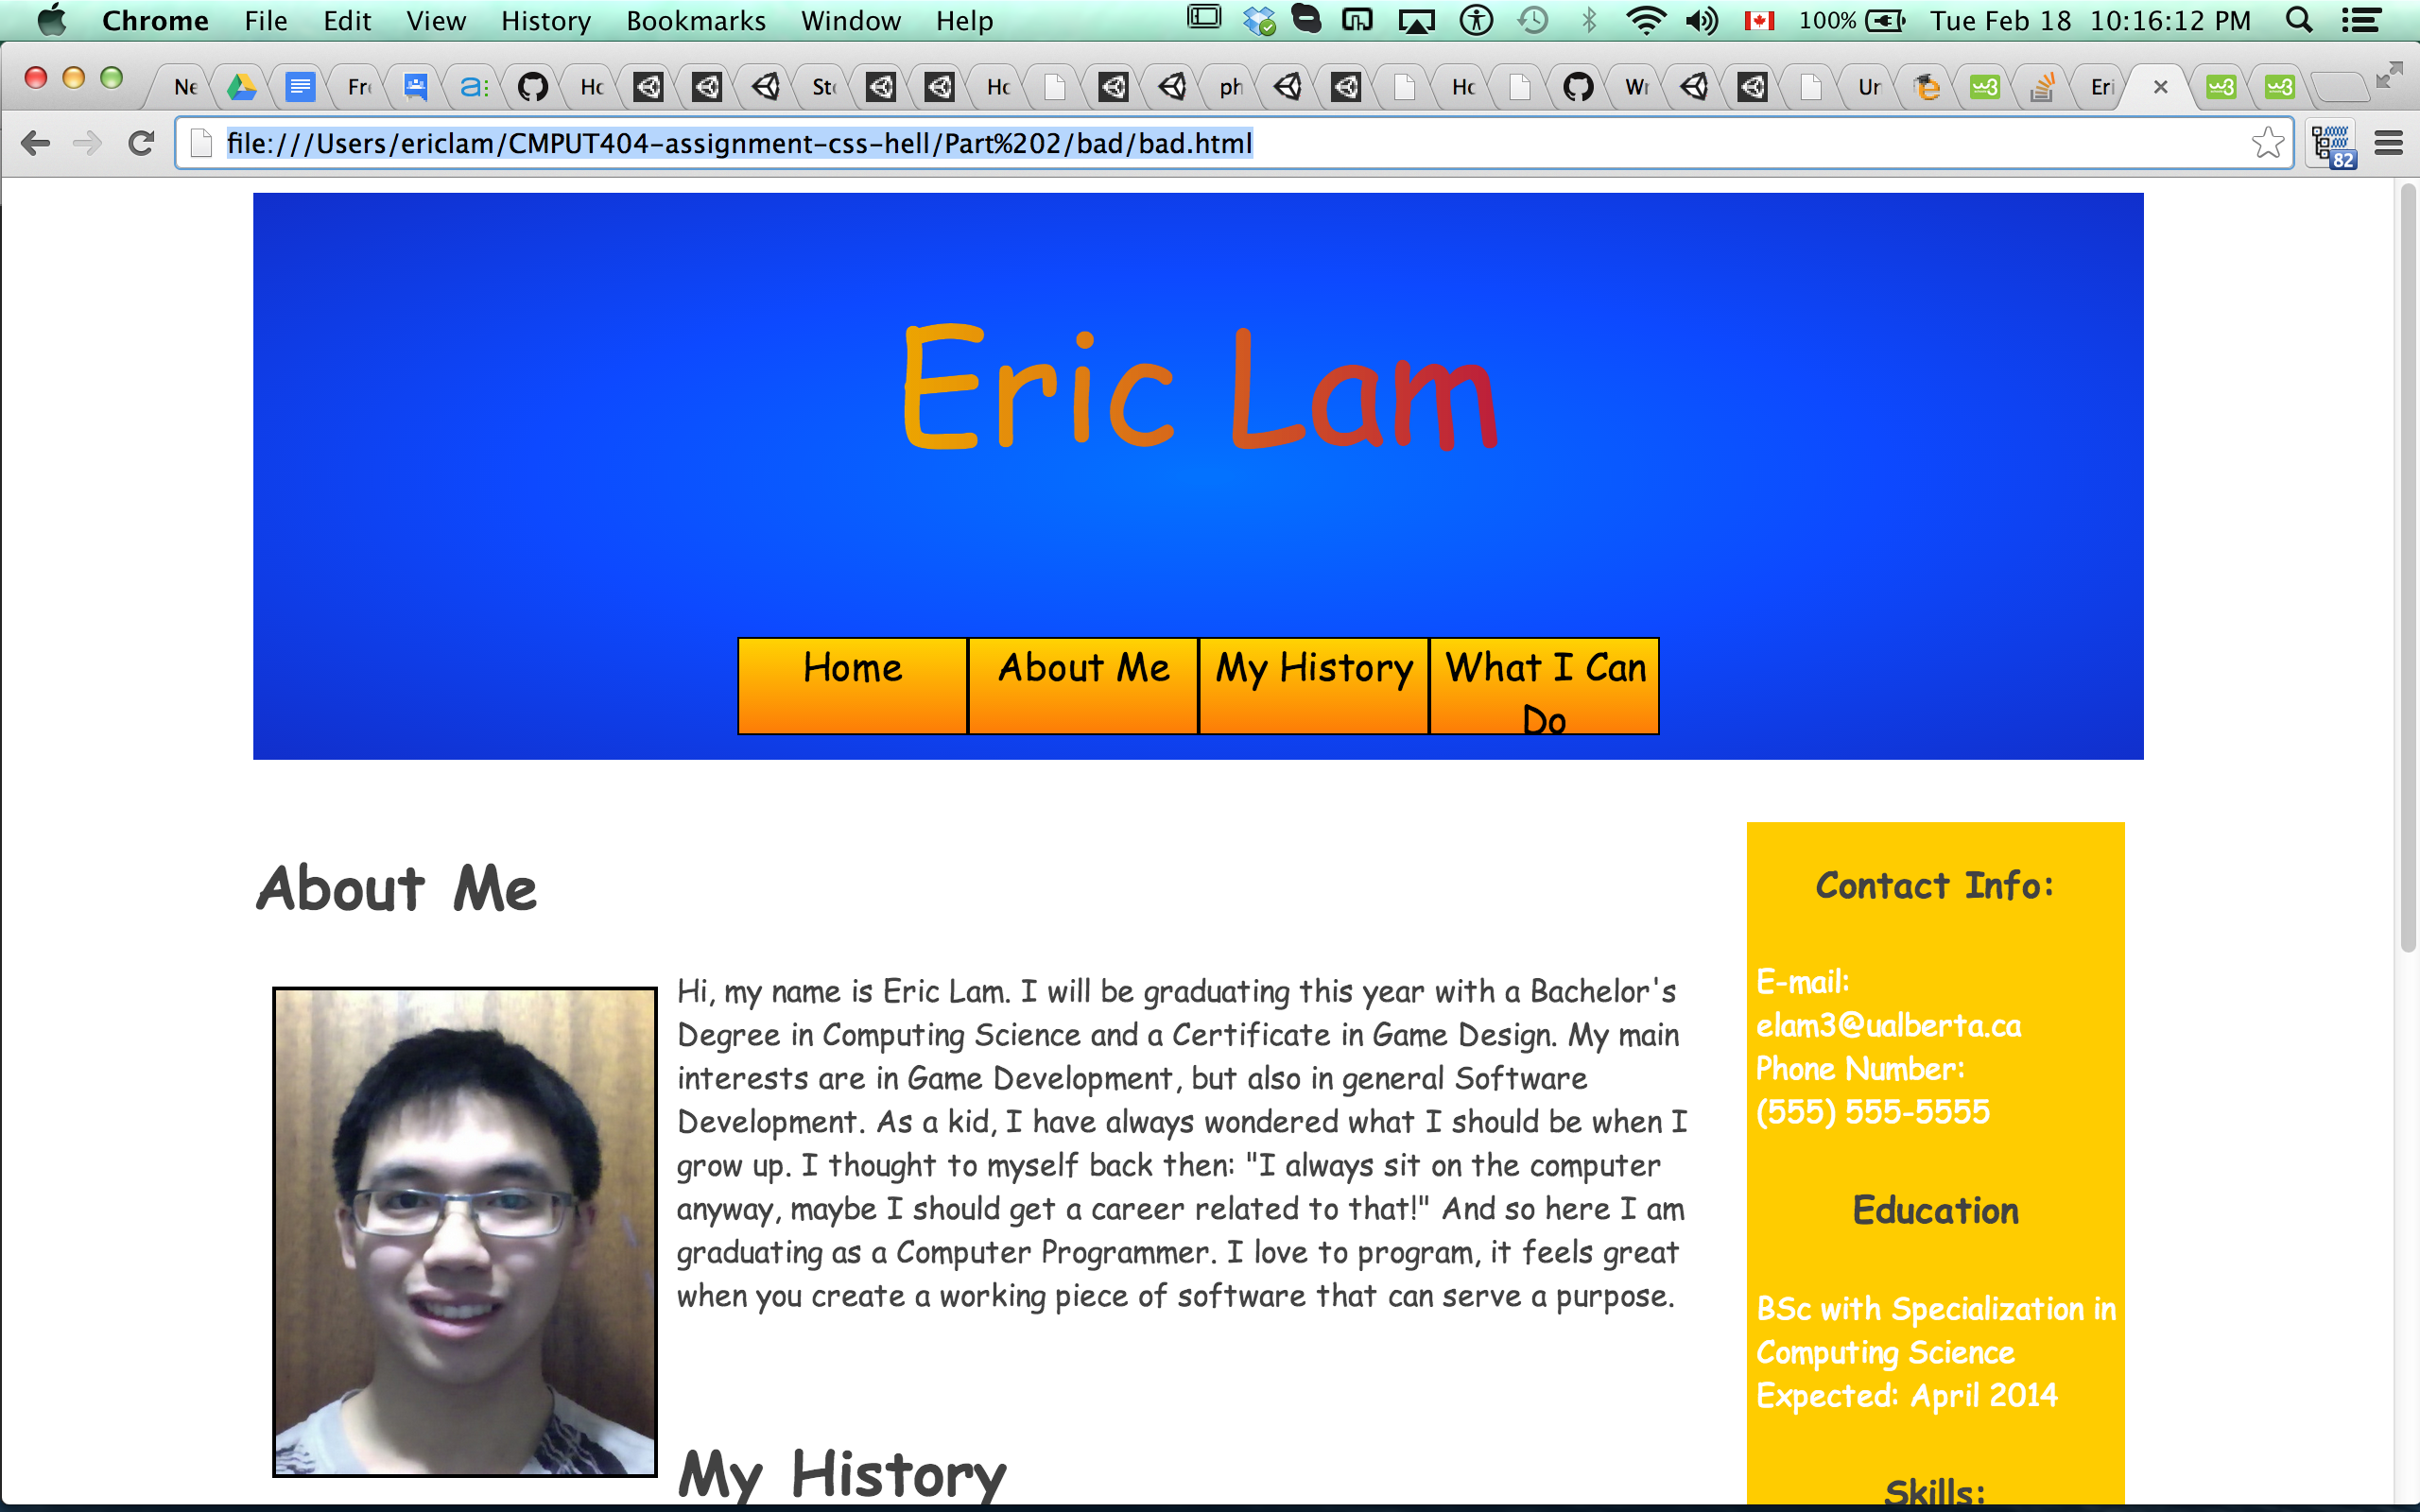 Chrome File Edit View History Bookmarks Window Help 100% Tue Feb 18 10:16:12 PM
Ne Fr a: Ho St Ho ph Ho Wr Ur Eri
file:///Users/ericlam/CMPUT404-assignment-css-hell/Part%202/bad/bad.html
82
Eric Lam
Home
About Me
My History
What I Can
Do
About Me
Hi, my name is Eric Lam. I will be graduating this year with a Bachelor's
Degree in Computing Science and a Certificate in Game Design. My main
interests are in Game Development, but also in general Software
Development. As a kid, I have always wondered what I should be when I
grow up. I thought to myself back then: "I always sit on the computer
anyway, maybe I should get a career related to that!" And so here I am
graduating as a Computer Programmer. I love to program, it feels great
when you create a working piece of software that can serve a purpose.
My History
Contact Info:
E-mail:
elam3@ualberta.ca
Phone Number:
(555) 555-5555
Education
BSc with Specialization in
Computing Science
Expected: April 2014
Skills: